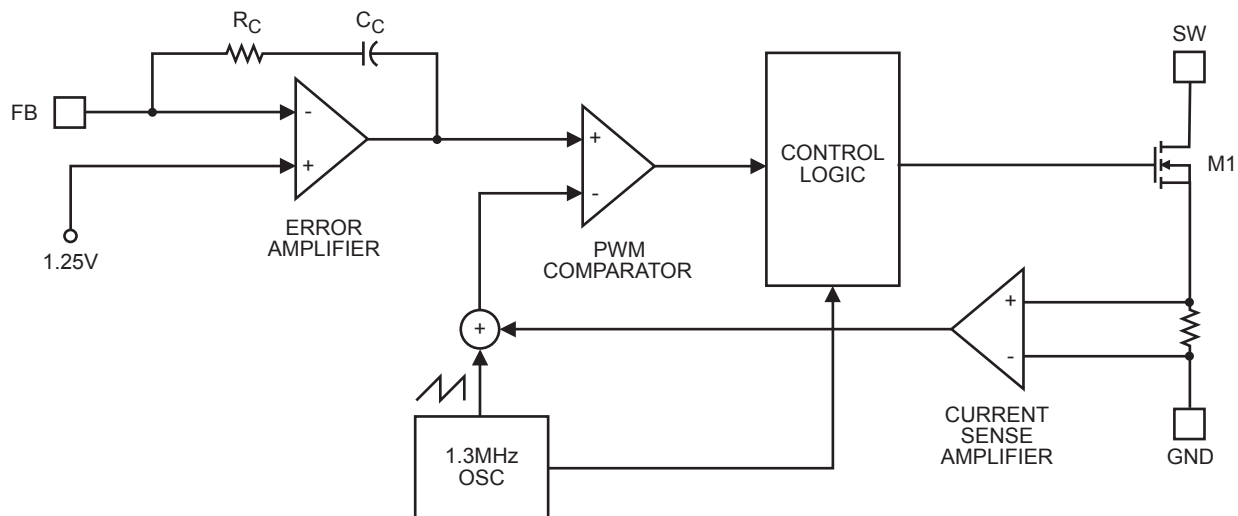 R_C
C_C
SW
FB
-
+
+
-
CONTROL
LOGIC
M1
ERROR
AMPLIFIER
1.25V
PWM
COMPARATOR
+
+
-
1.3MHz
OSC
CURRENT
SENSE
AMPLIFIER
GND